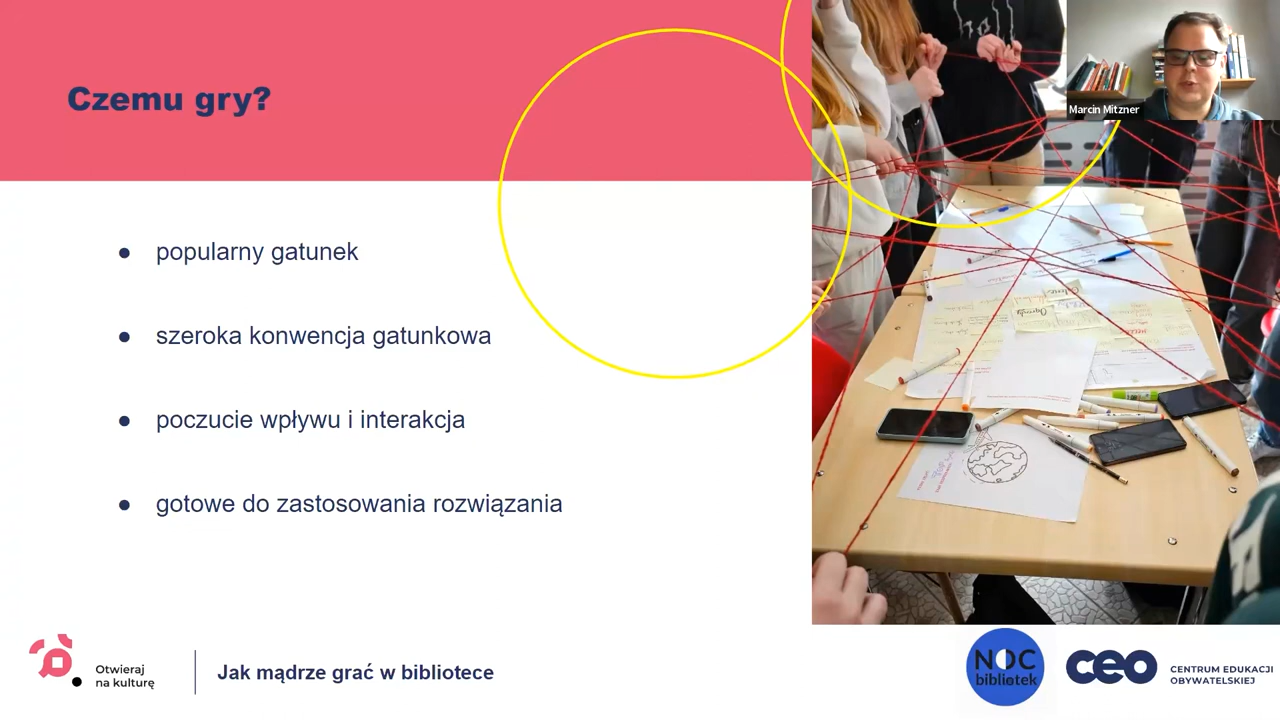 Czemu gry?
Marcin Mitzner
● popularny gatunek
● szeroka konwencja gatunkowa
● poczucie wpływu i interakcja
● gotowe do zastosowania rozwiązania
Otwieraj
na kulturę
Jak mądrze grać w bibliotece
NOC
bibliotek
ceo
CENTRUM EDUKACJI
OBYWATELSKIEJ